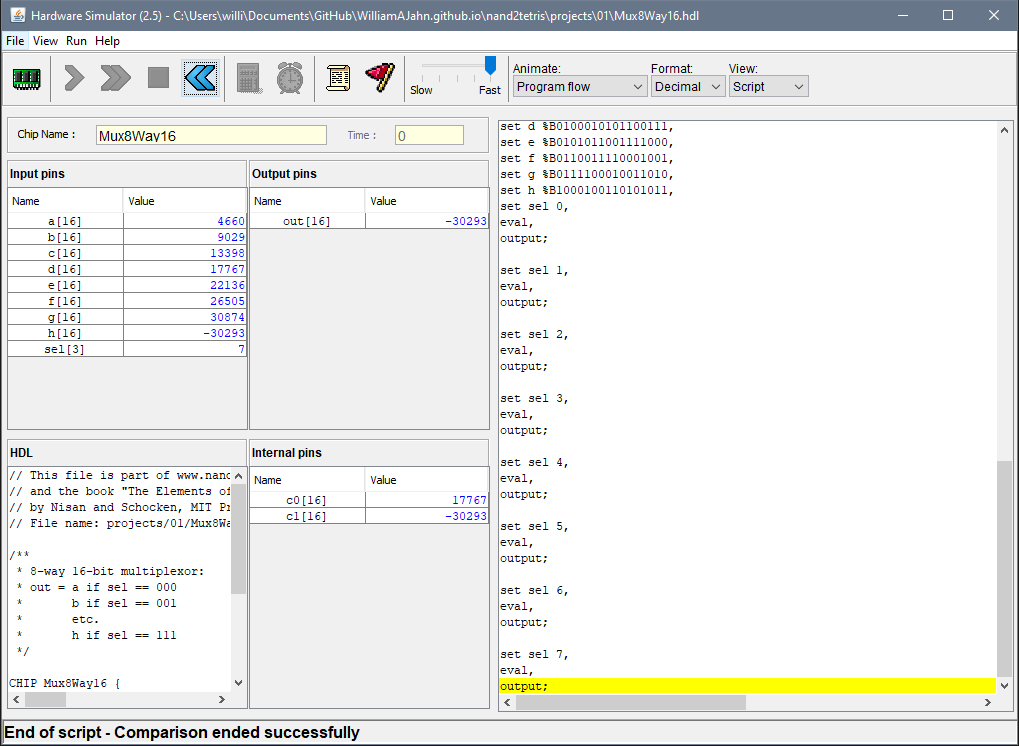 Hardware Simulator (2.5) - C:\Users\willi\Documents\GitHub\WilliamAJahn.github.io\nand2tetris\projects\01\Mux8Way16.hdl
File View Run Help
Slow Fast
Animate: Format: View:
Program flow Decimal Script
Chip Name : Mux8Way16 Time : 0
Input pins
Name Value
a[16] 4660
b[16] 9029
c[16] 13398
d[16] 17767
e[16] 22136
f[16] 26505
g[16] 30874
h[16] -30293
sel[3] 7
Output pins
Name Value
out[16] -30293
HDL
// This file is part of www.nand
// and the book "The Elements of
// by Nisan and Schocken, MIT Pr
// File name: projects/01/Mux8Wa
/**
* 8-way 16-bit multiplexor:
* out = a if sel == 000
* b if sel == 001
* etc.
* h if sel == 111
*/
CHIP Mux8Way16 {
Internal pins
Name Value
c0[16] 17767
c1[16] -30293
set d %B0100010101100111,
set e %B0101011001111000,
set f %B0110011110001001,
set g %B0111100010011010,
set h %B1000100110101011,
set sel 0,
eval,
output;
set sel 1,
eval,
output;
set sel 2,
eval,
output;
set sel 3,
eval,
output;
set sel 4,
eval,
output;
set sel 5,
eval,
output;
set sel 6,
eval,
output;
set sel 7,
eval,
output;
End of script - Comparison ended successfully